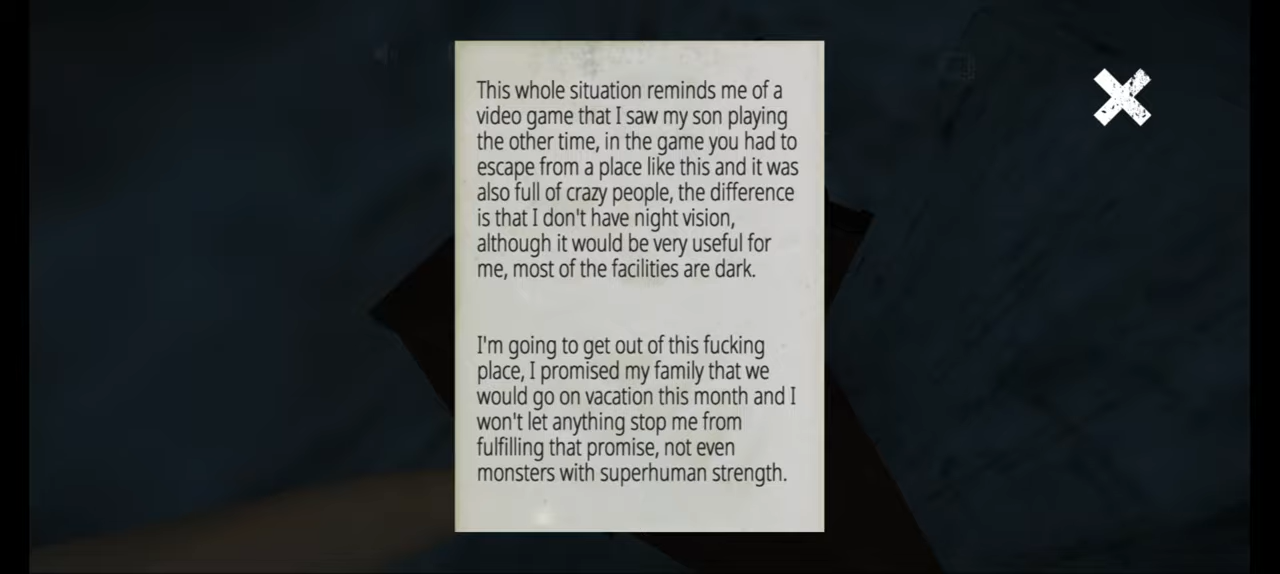 This whole situation reminds me of a
video game that I saw my son playing
the other time, in the game you had to
escape from a place like this and it was
also full of crazy people, the difference
is that I don't have night vision,
although it would be very useful for
me, most of the facilities are dark.
I'm going to get out of this fucking
place, I promised my family that we
would go on vacation this month and I
won't let anything stop me from
fulfilling that promise, not even
monsters with superhuman strength.